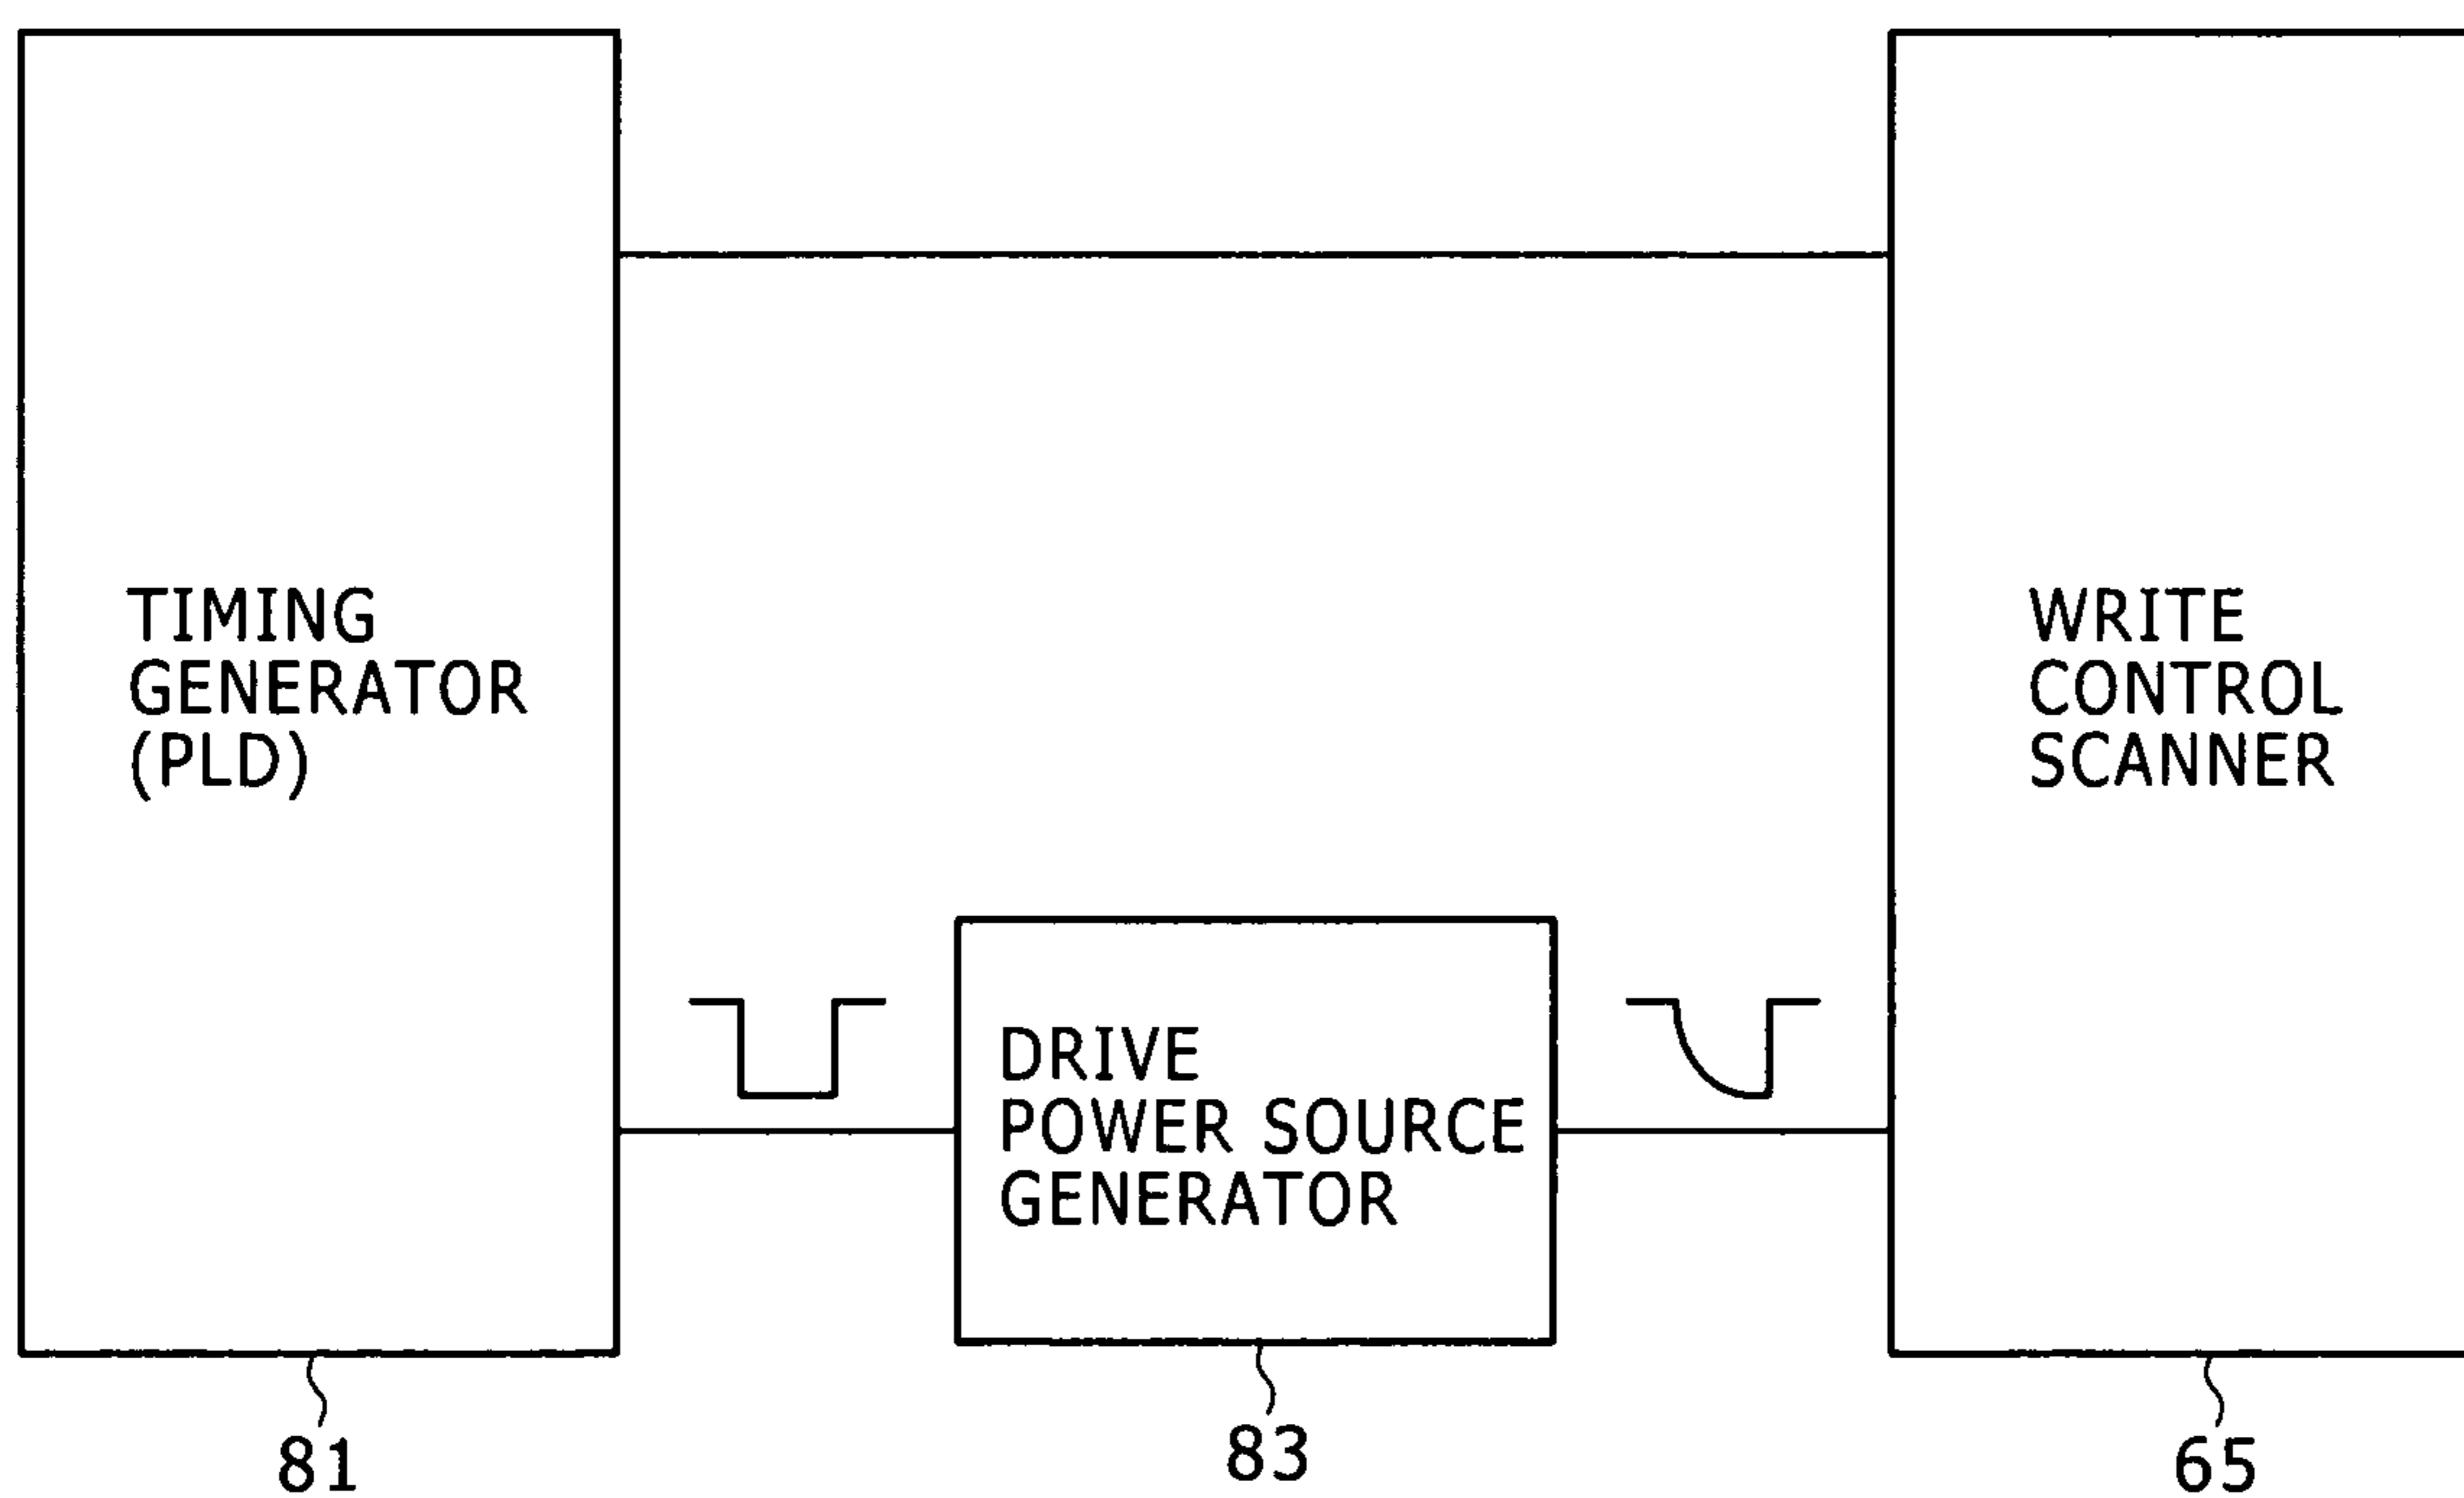 TIMING
GENERATOR
(PLD)
WRITE
CONTROL
SCANNER
DRIVE
POWER SOURCE
GENERATOR
81
83
65